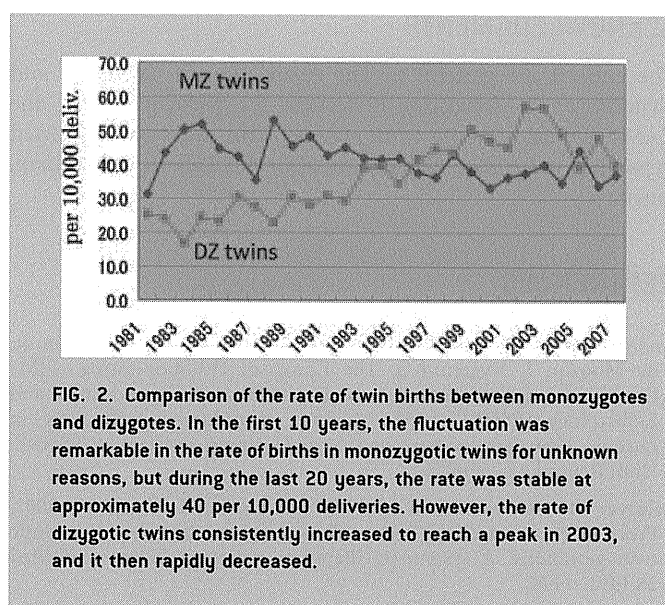 70.0
MZ twins
60.0
50.0
40.0
30.0
20.0
DZ twins
10.0
0.0
per 10,000 deliv.
1981
1983
1985
1987
1989
1991
1993
1995
1997
1999
2001
2003
2005
2007
FIG. 2. Comparison of the rate of twin births between monozygotes
and dizygotes. In the first 10 years, the fluctuation was
remarkable in the rate of births in monozygotic twins for unknown
reasons, but during the last 20 years, the rate was stable at
approximately 40 per 10,000 deliveries. However, the rate of
dizygotic twins consistently increased to reach a peak in 2003,
and it then rapidly decreased.